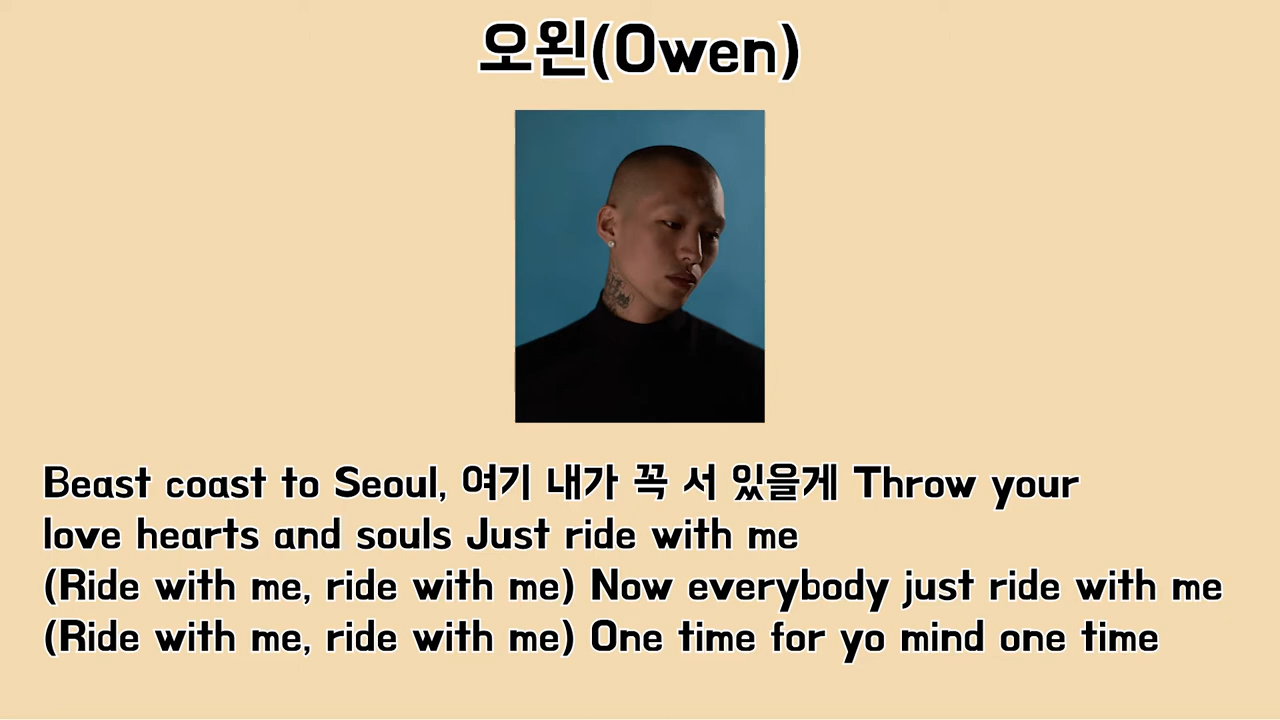 오왼(Owen)
Beast coast to Seoul, 여기 내가 꼭 서 있을게 Throw your
love hearts and souls Just ride with me
(Ride with me, ride with me) Now everybody just ride with me
(Ride with me, ride with me) One time for yo mind one time